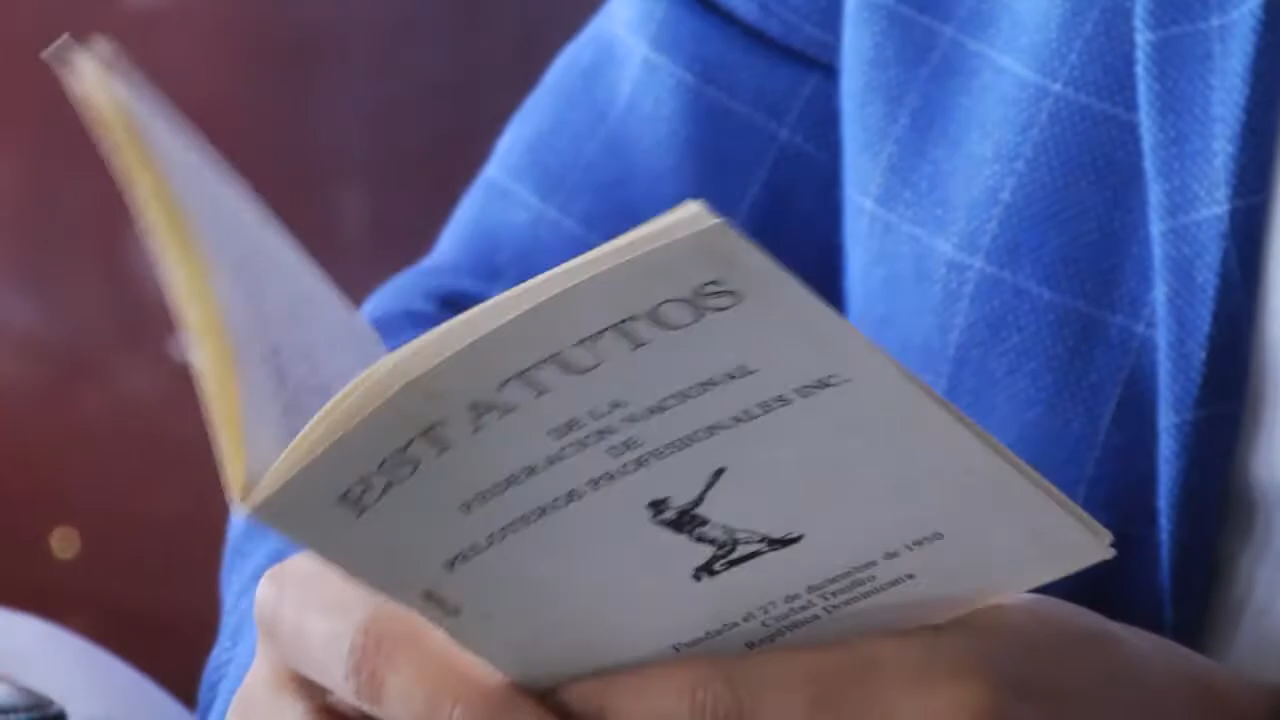 ESTATUTOS
DE LA
FEDERACION NACIONAL
DE
PELOTEROS PROFESIONALES INC.
Fundada el 27 de diciembre de 1950
Ciudad Trujillo
República Dominicana